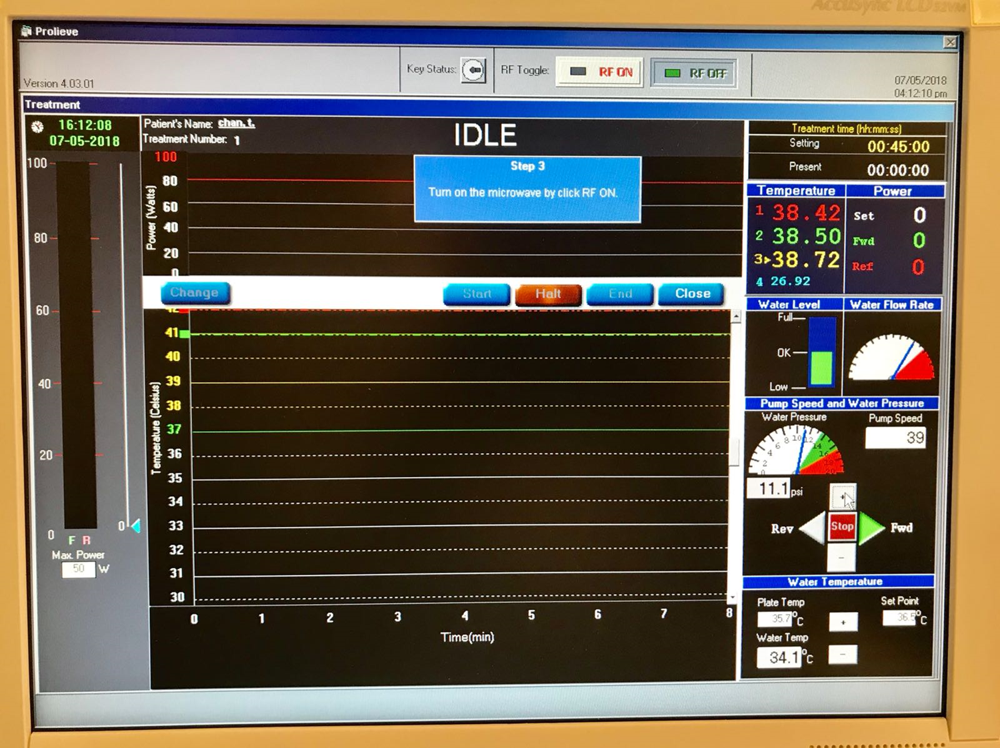 AccuSync LCD52VM
Prolieve
Version 4.03.01
Key Status:
RF Toggle:
RF ON
RF OFF
07/05/2018
04:12:10 pm
Treatment
16:12:08
07-05-2018
Patient's Name: chan, t.
Treatment Number: 1
IDLE
Step 3
Turn on the microwave by click RF ON.
100
80
60
40
20
0
0
F R
Max. Power
50 W
Power (Watts)
100
80
60
40
20
0
Change
Start
Halt
End
Close
Temperature (Celsius)
42
41
40
39
38
37
36
35
34
33
32
31
30
0 1 2 3 4 5 6 7 8
Time(min)
Treatment time (hh:mm:ss)
Setting 00:45:00
Present 00:00:00
Temperature
1 38.42
2 38.50
3 38.72
4 26.92
Power
Set 0
Fwd 0
Ref 0
Water Level
Full
OK
Low
Water Flow Rate
Pump Speed and Water Pressure
Water Pressure
0 2 4 6 8 10 12 14 16 18 20
11.1 psi
Pump Speed
39
+
Rev Stop Fwd
-
Water Temperature
Plate Temp
35.7 °C
Water Temp
34.1 °C
+
-
Set Point
36.5 °C